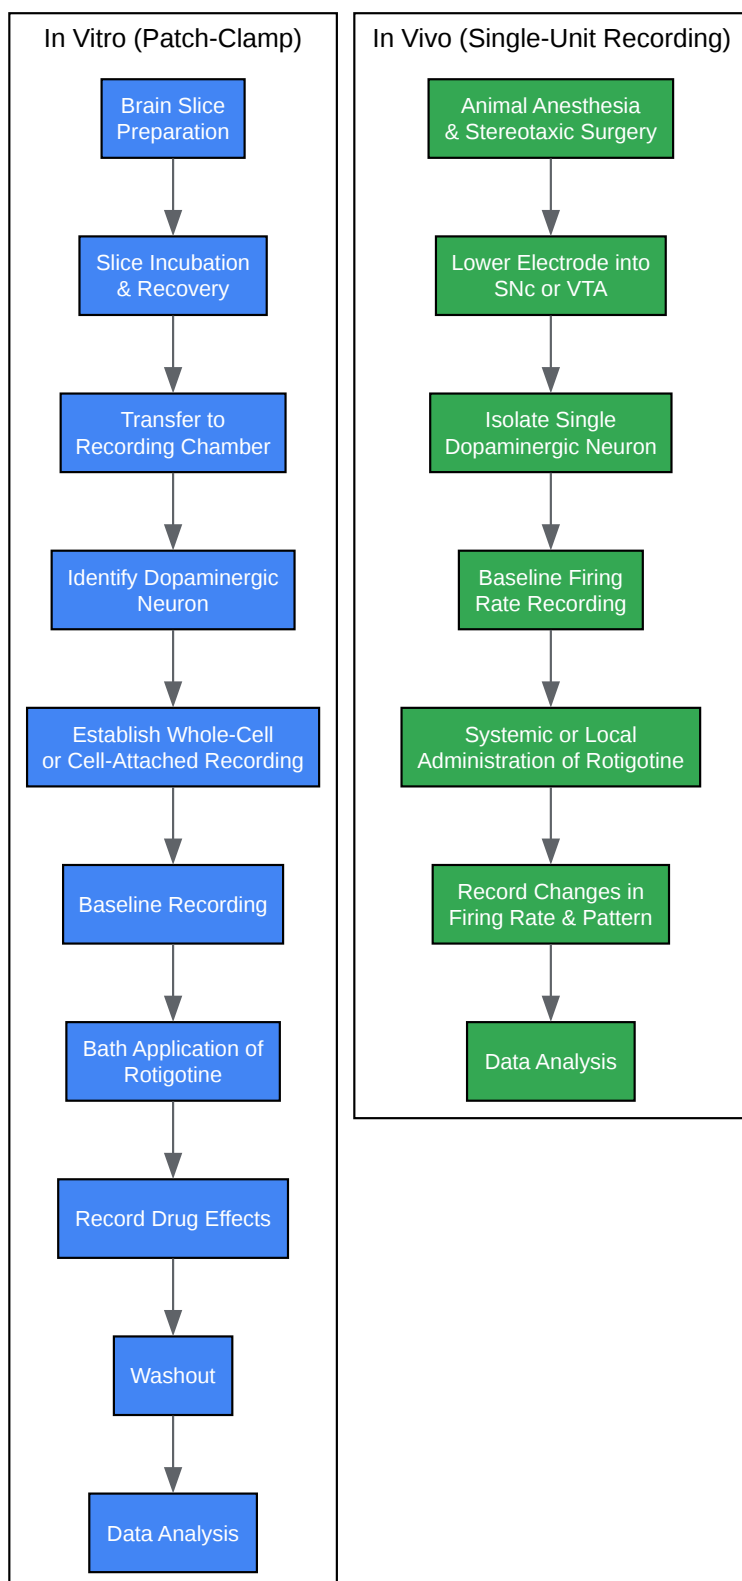 In Vitro (Patch-Clamp)
Brain Slice
Preparation
Slice Incubation
& Recovery
Transfer to
Recording Chamber
Identify Dopaminergic
Neuron
Establish Whole-Cell
or Cell-Attached Recording
Baseline Recording
Bath Application of
Rotigotine
Record Drug Effects
Washout
Data Analysis
In Vivo (Single-Unit Recording)
Animal Anesthesia
& Stereotaxic Surgery
Lower Electrode into
SNc or VTA
Isolate Single
Dopaminergic Neuron
Baseline Firing
Rate Recording
Systemic or Local
Administration of Rotigotine
Record Changes in
Firing Rate & Pattern
Data Analysis